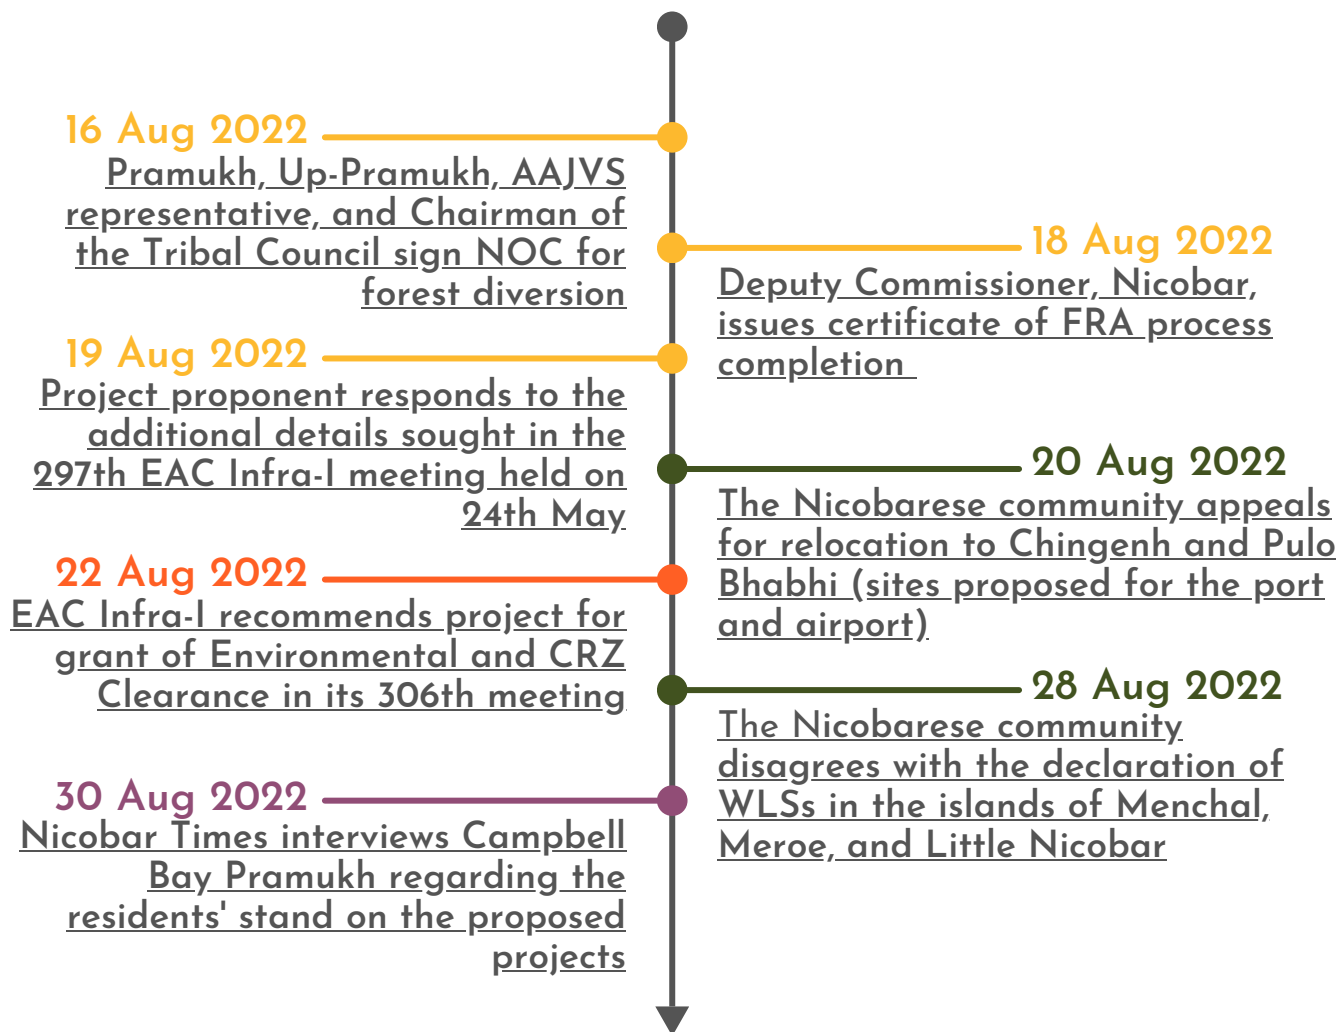 16 Aug 2022
Pramukh, Up-Pramukh, AAJVS
representative, and Chairman of
the Tribal Council sign NOC for
forest diversion
18 Aug 2022
Deputy Commissioner, Nicobar,
issues certificate of FRA process
completion
19 Aug 2022
Project proponent responds to the
additional details sought in the
297th EAC Infra-I meeting held on
24th May
20 Aug 2022
The Nicobarese community appeals
for relocation to Chingenh and Pulo
Bhabhi (sites proposed for the port
and airport)
22 Aug 2022
EAC Infra-I recommends project for
grant of Environmental and CRZ
Clearance in its 306th meeting
28 Aug 2022
The Nicobarese community
disagrees with the declaration of
WLSs in the islands of Menchal,
Meroe, and Little Nicobar
30 Aug 2022
Nicobar Times interviews Campbell
Bay Pramukh regarding the
residents' stand on the proposed
projects